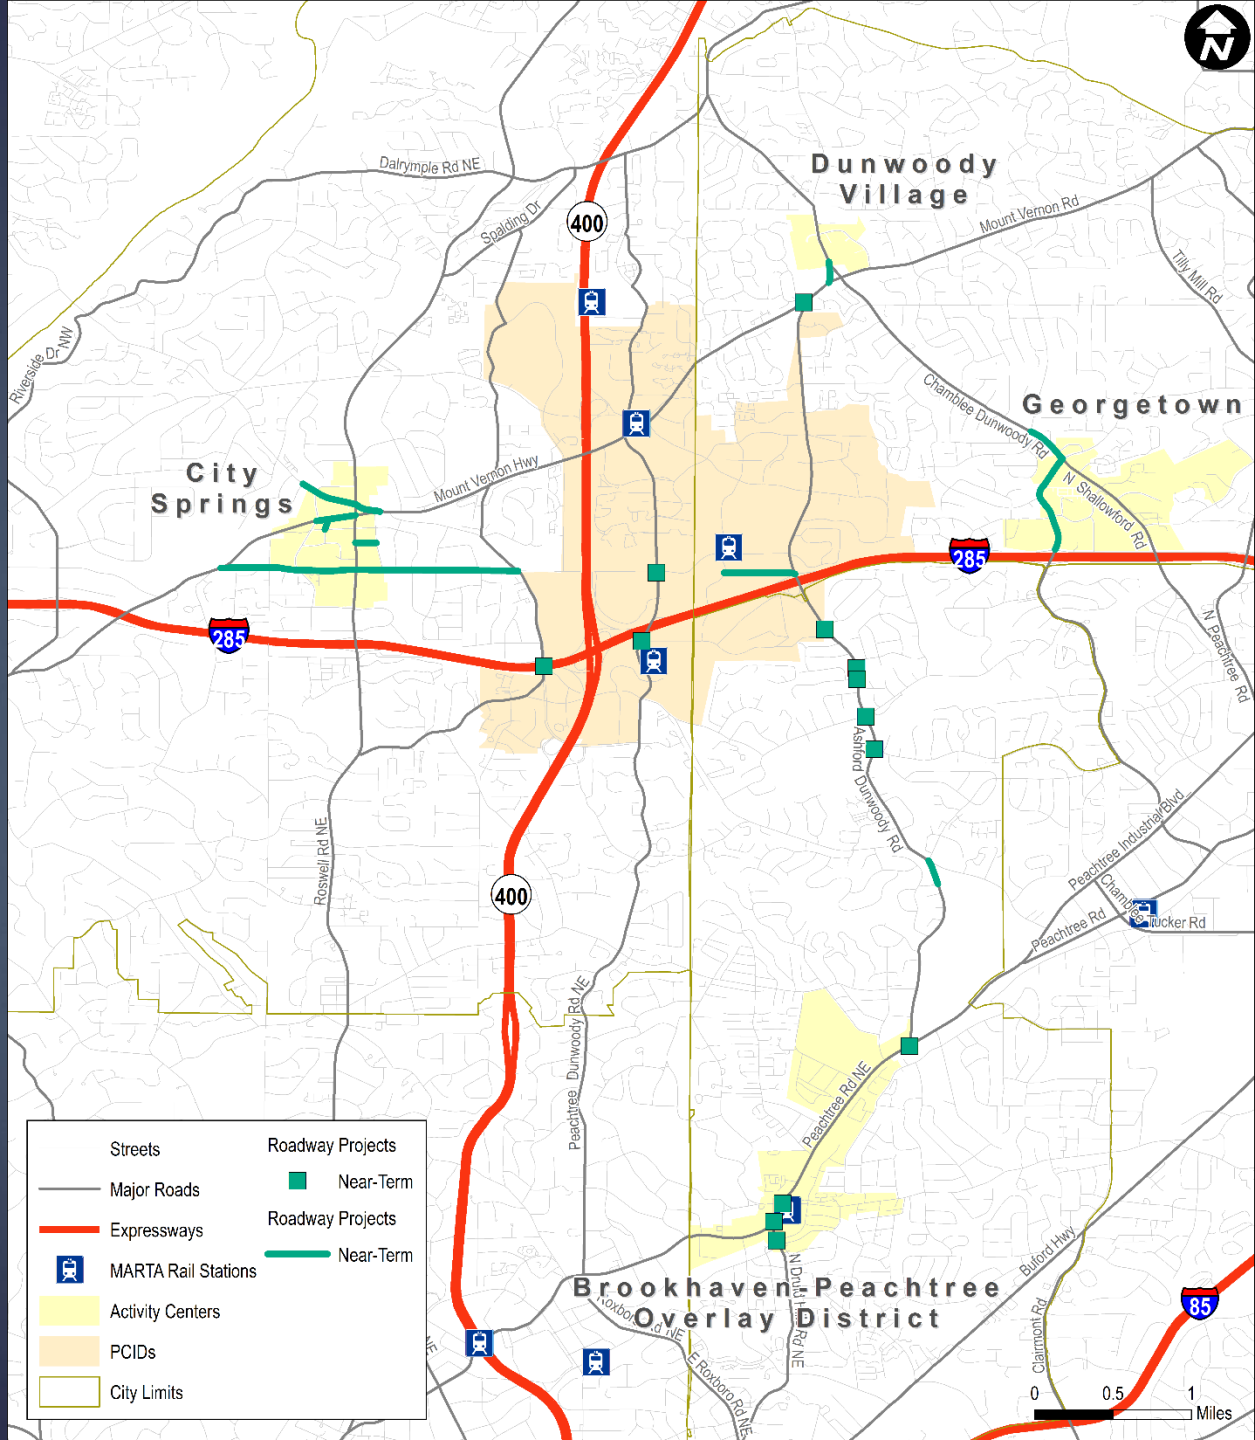 N
Dunwoody
Village
Dalrymple Rd NE
Spalding Dr
400
Mount Vernon Rd
Tilly Mill Rd
Riverside Dr NW
Chamblee Dunwoody Rd
Georgetown
City
Springs
Mount Vernon Hwy
N Shallowford Rd
285
285
N Peachtree Rd
Ashford Dunwoody Rd
Roswell Rd NE
400
Peachtree Industrial Blvd
Chamblee Tucker Rd
Peachtree Rd
Peachtree Dunwoody Rd NE
Peachtree Rd NE
Buford Hwy
Brookhaven-Peachtree
Overlay District
Rd NE
N Druid
Rd NE
E Roxboro Rd NE
NE
Clairmont Rd
85
Streets
Major Roads
Expressways
MARTA Rail Stations
Activity Centers
PCIDs
City Limits
Roadway Projects
Near-Term
Roadway Projects
Near-Term
0 0.5 1
Miles